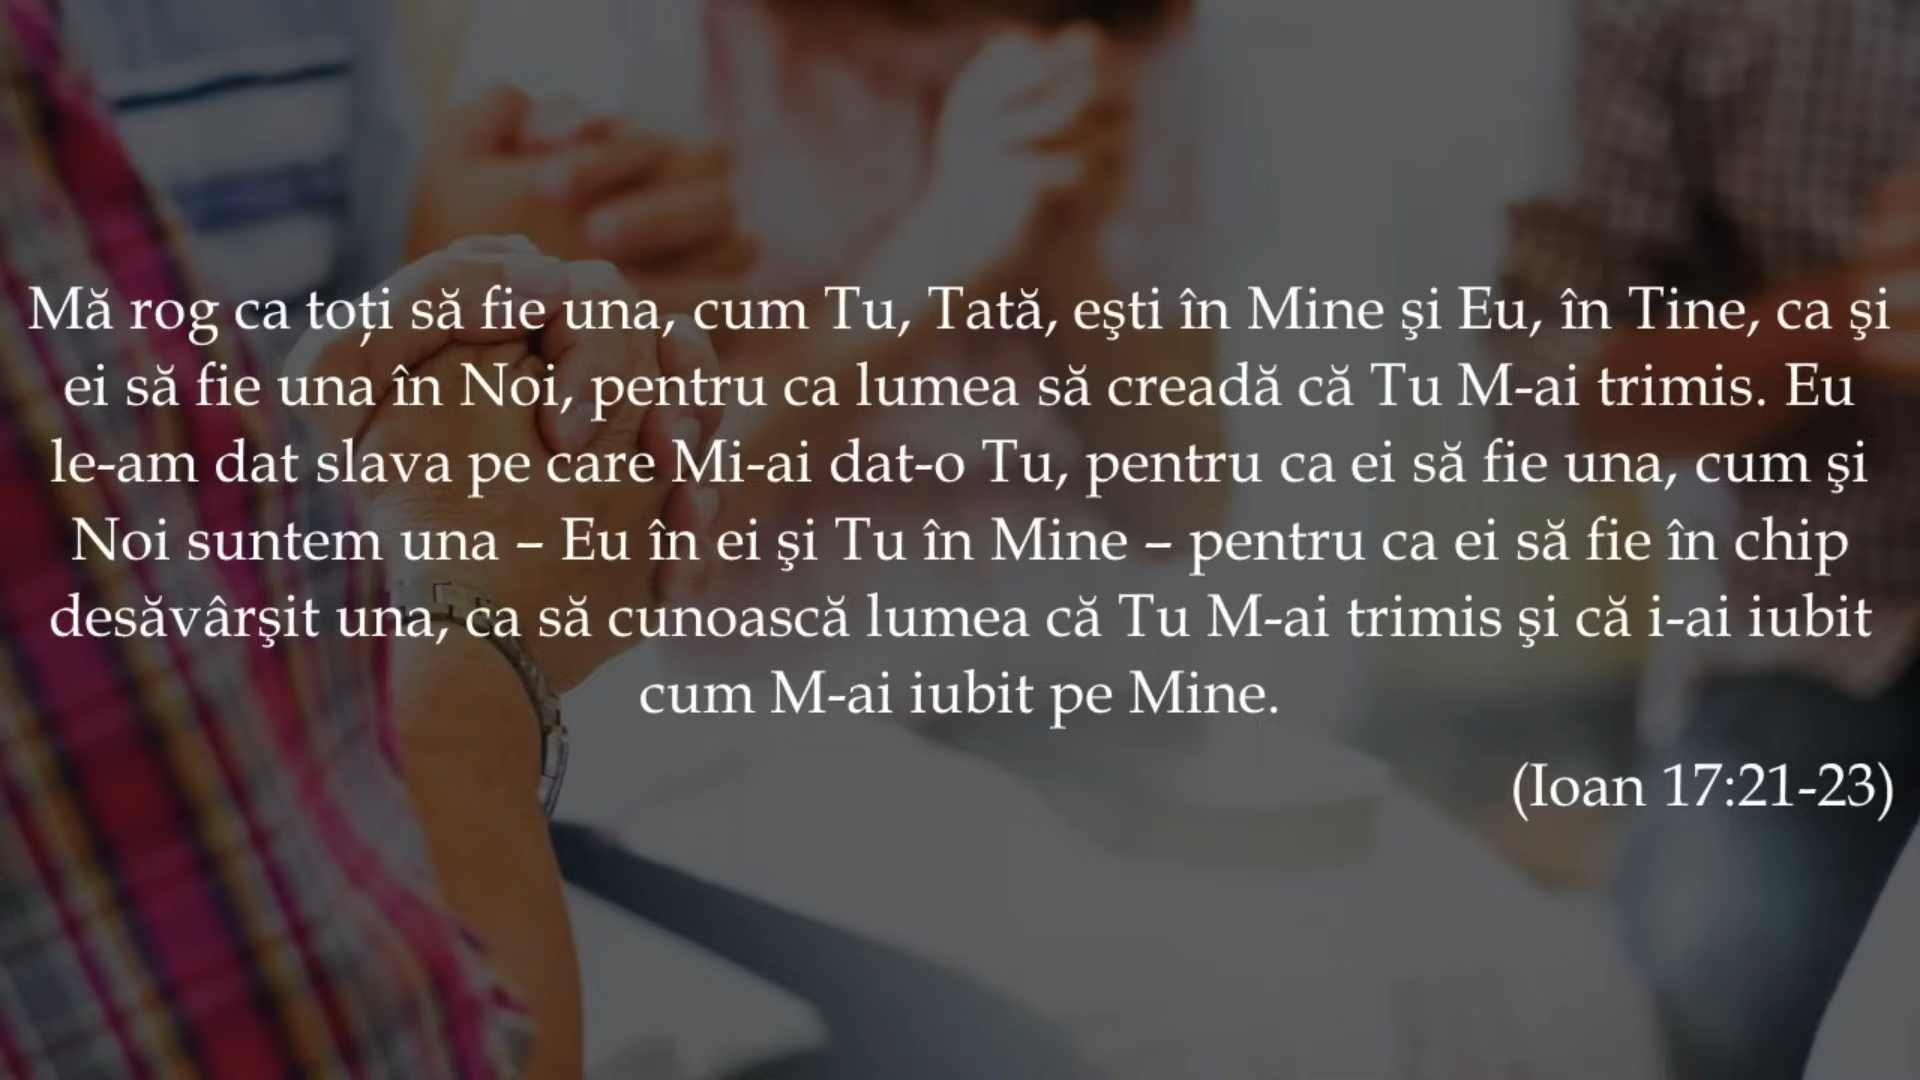 Mă rog ca toți să fie una, cum Tu, Tată, eşti în Mine şi Eu, în Tine, ca şi
ei să fie una în Noi, pentru ca lumea să creadă că Tu M-ai trimis. Eu
le-am dat slava pe care Mi-ai dat-o Tu, pentru ca ei să fie una, cum şi
Noi suntem una – Eu în ei şi Tu în Mine – pentru ca ei să fie în chip
desăvârşit una, ca să cunoască lumea că Tu M-ai trimis şi că i-ai iubit
cum M-ai iubit pe Mine.
(Ioan 17:21-23)